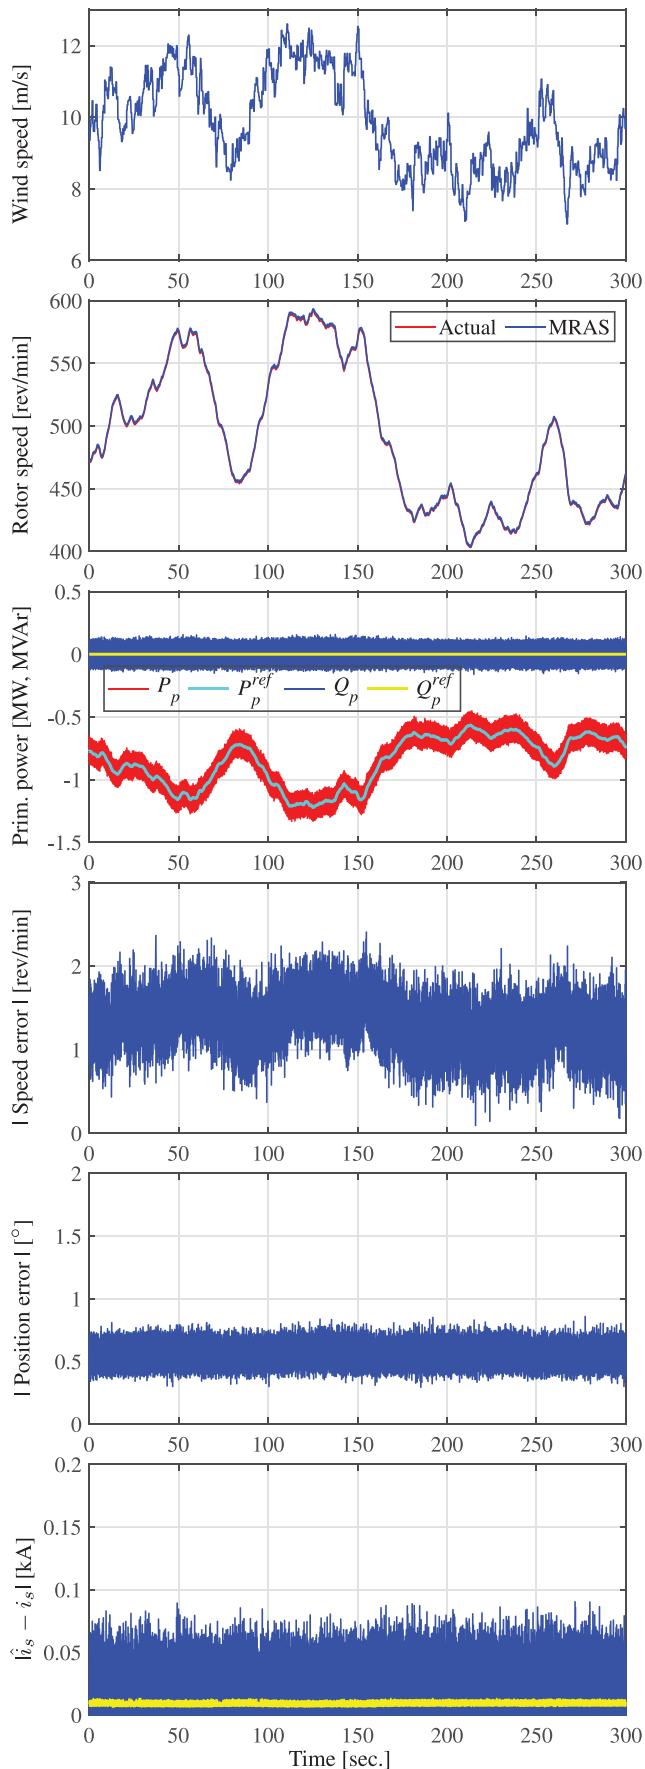 Wind speed [m/s]
12
10
8
6
0 50 100 150 200 250 300
Rotor speed [rev/min]
600
550
500
450
400
Actual MRAS
0 50 100 150 200 250 300
Prim. power [MW, MVAr]
0.5
0
-0.5
-1
-1.5
P_p P_p^{ref} Q_p Q_p^{ref}
0 50 100 150 200 250 300
| Speed error | [rev/min]
3
2
1
0
0 50 100 150 200 250 300
| Position error | [°]
2
1.5
1
0.5
0
0 50 100 150 200 250 300
|î_s − i_s| [kA]
0.2
0.15
0.1
0.05
0
0 50 100 150 200 250 300
Time [sec.]